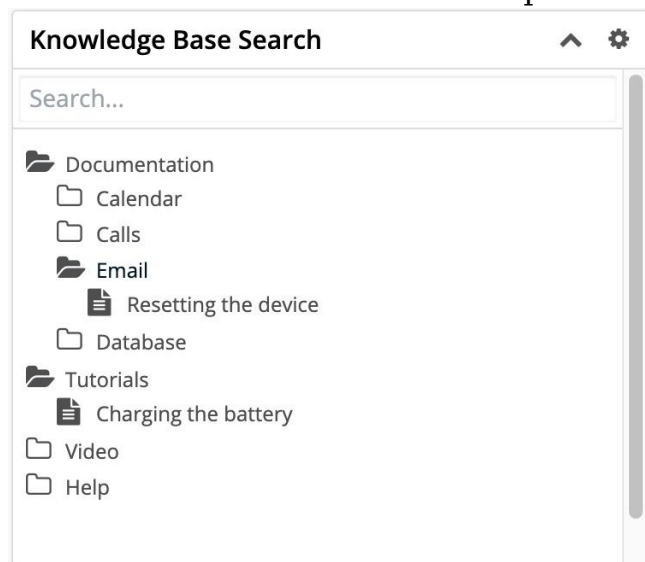 Knowledge Base Search
Search...
Documentation
Calendar
Calls
Email
Resetting the device
Database
Tutorials
Charging the battery
Video
Help